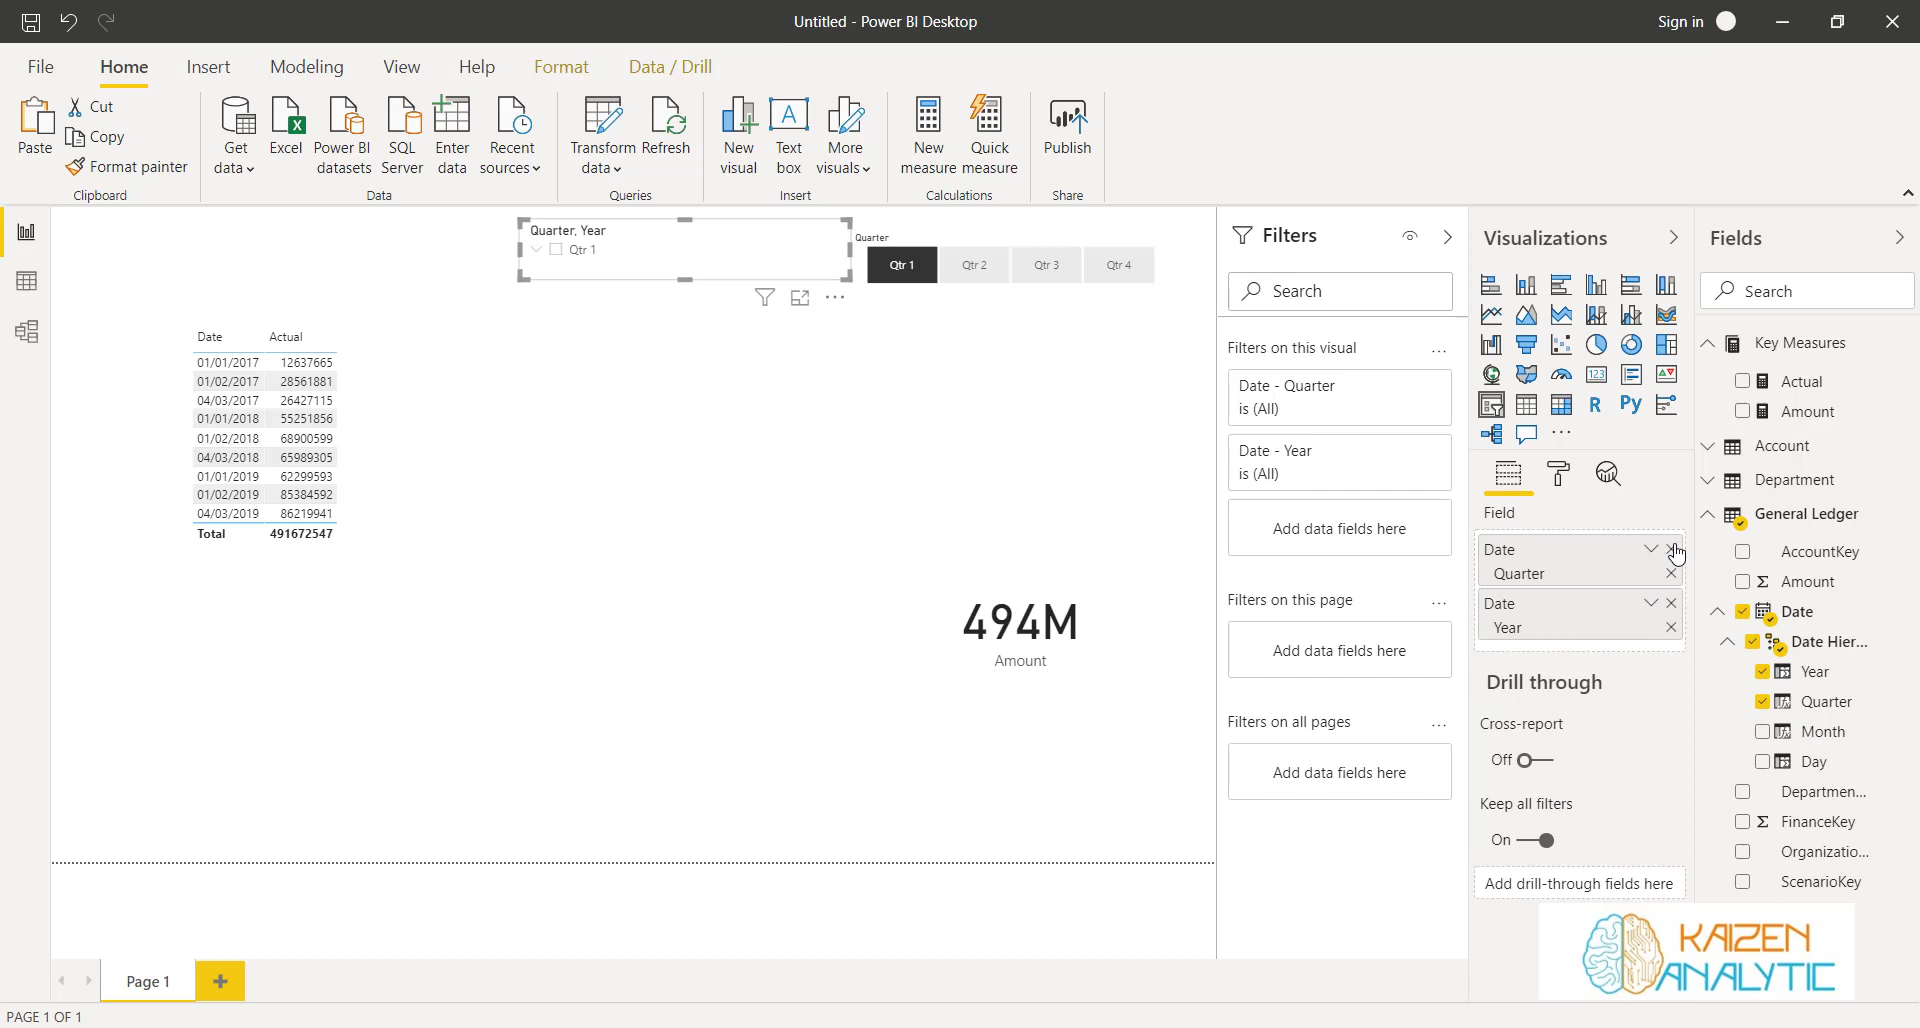 Untitled - Power BI Desktop
Sign in
File Home Insert Modeling View Help Format Data / Drill
Paste
Cut
Copy
Format painter
Clipboard
Get data
Excel
Power BI datasets
SQL Server
Enter data
Recent sources
Data
Transform data
Refresh
Queries
New visual
Text box
More visuals
Insert
New measure
Quick measure
Calculations
Publish
Share
Quarter, Year
Qtr 1
Quarter
Qtr 1 Qtr 2 Qtr 3 Qtr 4
Date Actual
01/01/2017 12637665
01/02/2017 28561881
04/03/2017 26427115
01/01/2018 55251856
01/02/2018 68900599
04/03/2018 65989305
01/01/2019 62299593
01/02/2019 85384592
04/03/2019 86219941
Total 491672547
494M
Amount
Filters
Search
Filters on this visual ...
Date - Quarter
is (All)
Date - Year
is (All)
Add data fields here
Filters on this page ...
Add data fields here
Filters on all pages ...
Add data fields here
Visualizations
123
R Py
...
Field
Date
Quarter
Date
Year
Drill through
Cross-report
Off
Keep all filters
On
Add drill-through fields here
Fields
Search
Key Measures
Actual
Amount
Account
Department
General Ledger
AccountKey
Σ Amount
Date
Date Hier...
Year
Quarter
Month
Day
Departmen...
Σ FinanceKey
Organizatio...
ScenarioKey
KAIZEN
ANALYTIC
Page 1
PAGE 1 OF 1